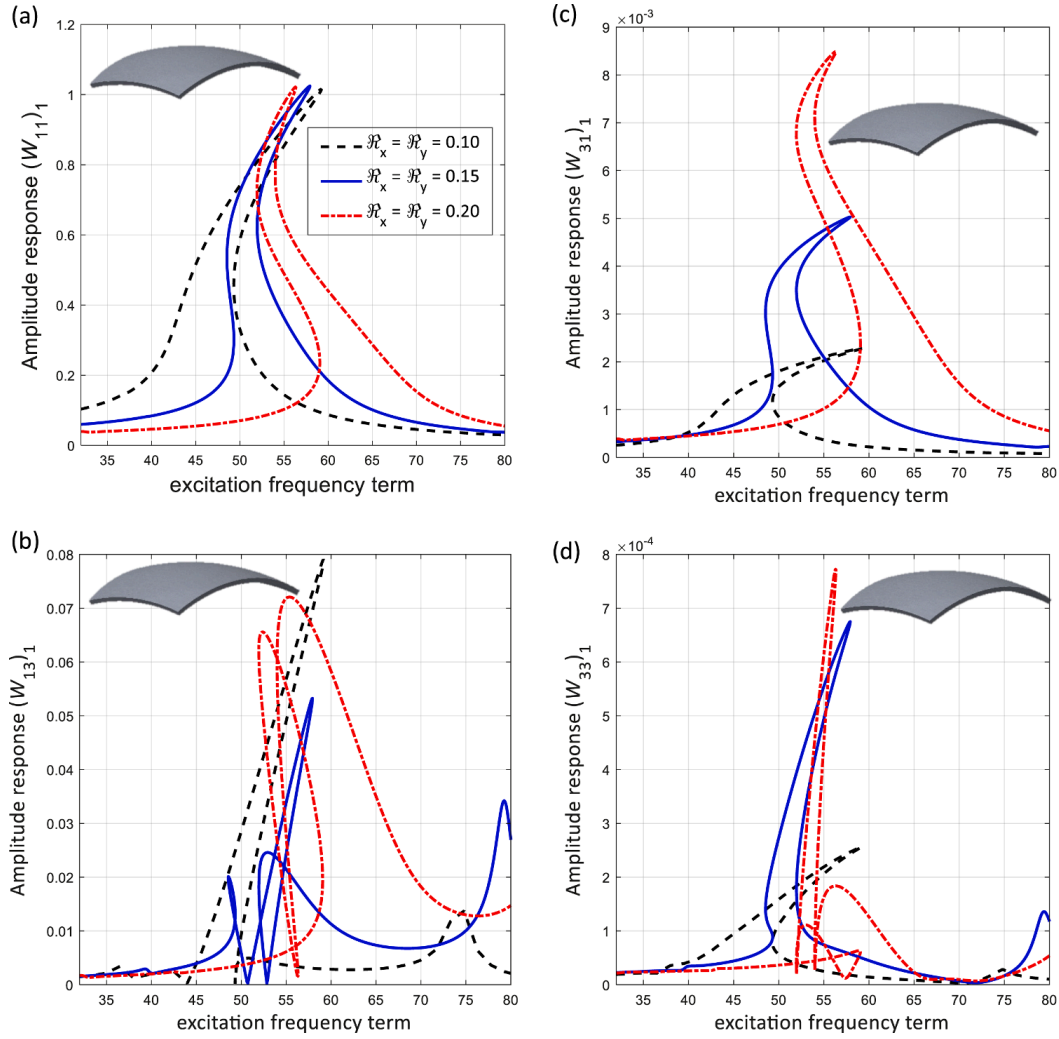 (a)
1.2
1
0.8
0.6
0.4
0.2
0
Amplitude response (W11)1
ℜx = ℜy = 0.10
ℜx = ℜy = 0.15
ℜx = ℜy = 0.20
35 40 45 50 55 60 65 70 75 80
excitation frequency term
(c)
×10-3
9
8
7
6
5
4
3
2
1
0
Amplitude response (W31)1
35 40 45 50 55 60 65 70 75 80
excitation frequency term
(b)
0.08
0.07
0.06
0.05
0.04
0.03
0.02
0.01
0
Amplitude response (W13)1
35 40 45 50 55 60 65 70 75 80
excitation frequency term
(d)
×10-4
8
7
6
5
4
3
2
1
0
Amplitude response (W33)1
35 40 45 50 55 60 65 70 75 80
excitation frequency term